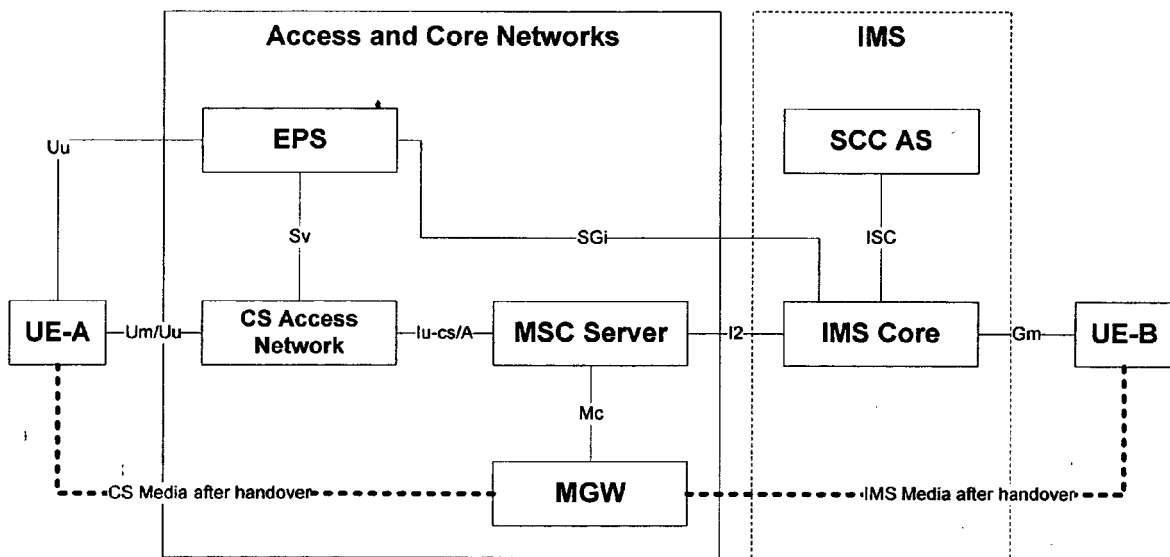 Access and Core Networks
IMS
EPS
SCC AS
Uu
Sv
SGi
ISC
UE-A
Um/Uu
CS Access
Network
Iu-cs/A
MSC Server
I2
IMS Core
Gm
UE-B
Mc
CS Media after handover
MGW
IMS Media after handover